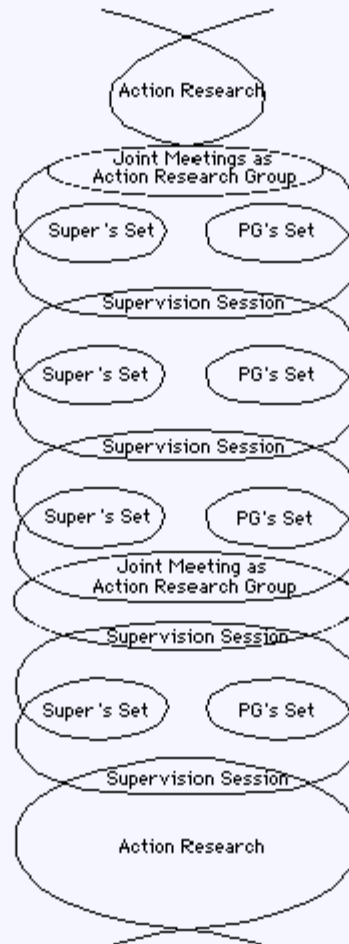 Action Research
Joint Meetings as
Action Research Group
Super's Set PG's Set
Supervision Session
Super's Set PG's Set
Supervision Session
Super's Set PG's Set
Joint Meeting as
Action Research Group
Supervision Session
Super's Set PG's Set
Supervision Session
Action Research